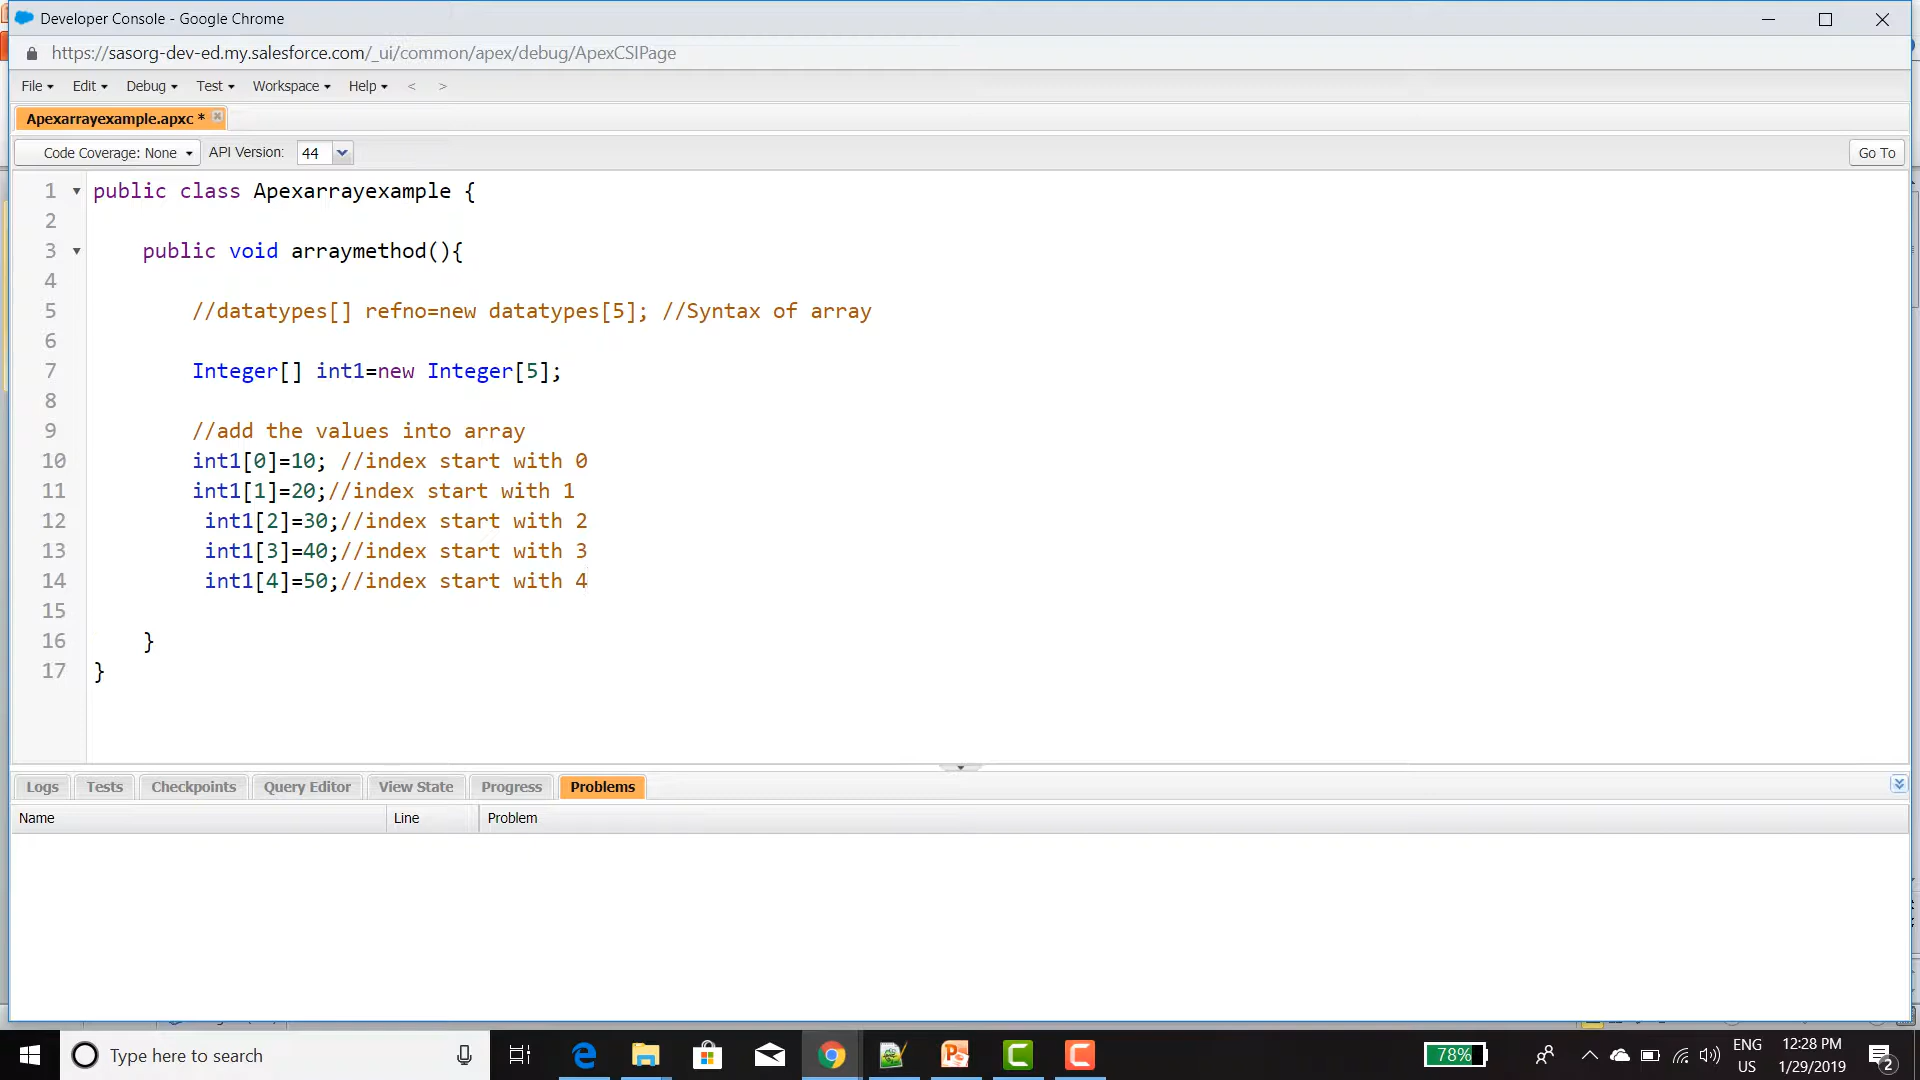 Developer Console - Google Chrome
https://sasorg-dev-ed.my.salesforce.com/_ui/common/apex/debug/ApexCSIPage
File Edit Debug Test Workspace Help < >
Apexarrayexample.apxc *
Code Coverage: None API Version: 44 Go To
1 public class Apexarrayexample {
2
3 public void arraymethod(){
4
5 //datatypes[] refno=new datatypes[5]; //Syntax of array
6
7 Integer[] int1=new Integer[5];
8
9 //add the values into array
10 int1[0]=10; //index start with 0
11 int1[1]=20;//index start with 1
12 int1[2]=30;//index start with 2
13 int1[3]=40;//index start with 3
14 int1[4]=50;//index start with 4
15
16 }
17 }
Logs Tests Checkpoints Query Editor View State Progress Problems
Name Line Problem
Type here to search 78% ENG 12:28 PM
US 1/29/2019 2